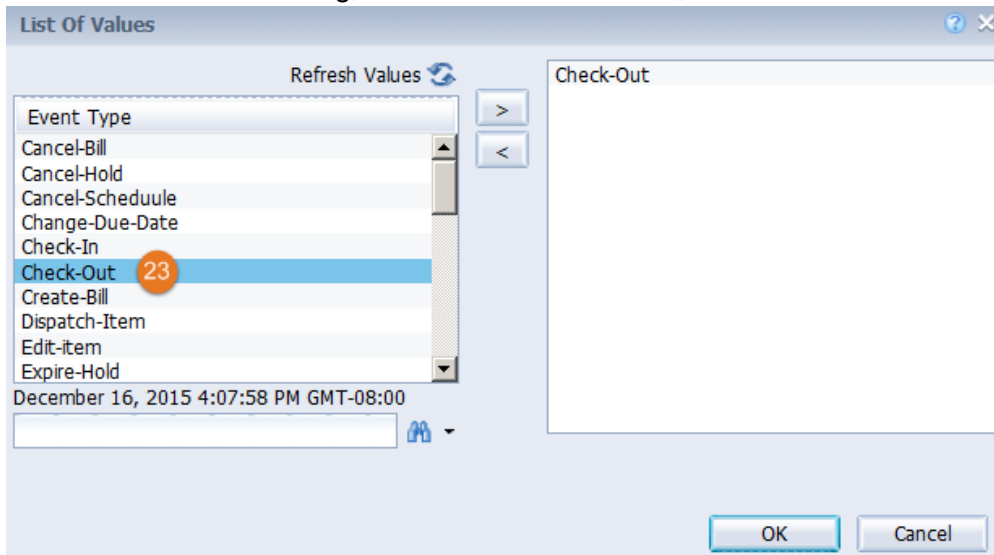 List Of Values
Refresh Values
Event Type
Cancel-Bill
Cancel-Hold
Cancel-Scheduule
Change-Due-Date
Check-In
Check-Out 23
Create-Bill
Dispatch-Item
Edit-item
Expire-Hold
December 16, 2015 4:07:58 PM GMT-08:00
>
<
Check-Out
OK Cancel